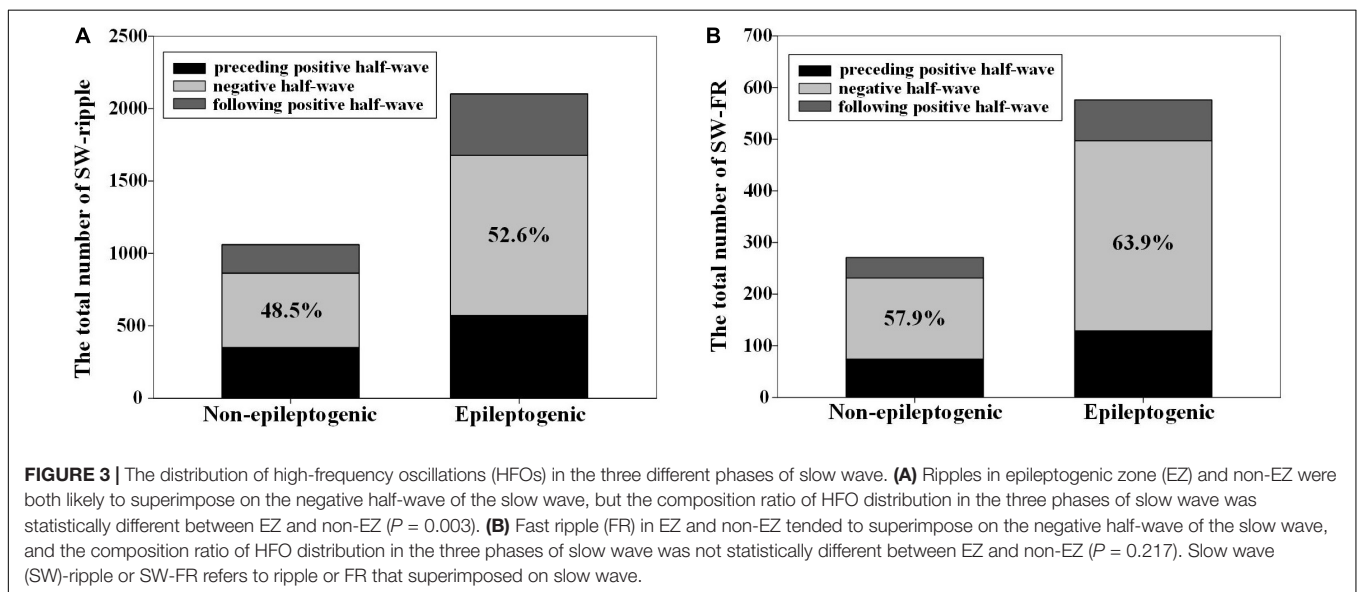 A
The total number of SW-ripple
2500
2000
1500
1000
500
0
preceding positive half-wave
negative half-wave
following positive half-wave
48.5%
52.6%
Non-epileptogenic
Epileptogenic
B
The total number of SW-FR
700
600
500
400
300
200
100
0
preceding positive half-wave
negative half-wave
following positive half-wave
57.9%
63.9%
Non-epileptogenic
Epileptogenic
FIGURE 3 | The distribution of high-frequency oscillations (HFOs) in the three different phases of slow wave. (A) Ripples in epileptogenic zone (EZ) and non-EZ were
both likely to superimpose on the negative half-wave of the slow wave, but the composition ratio of HFO distribution in the three phases of slow wave was
statistically different between EZ and non-EZ (P = 0.003). (B) Fast ripple (FR) in EZ and non-EZ tended to superimpose on the negative half-wave of the slow wave,
and the composition ratio of HFO distribution in the three phases of slow wave was not statistically different between EZ and non-EZ (P = 0.217). Slow wave
(SW)-ripple or SW-FR refers to ripple or FR that superimposed on slow wave.